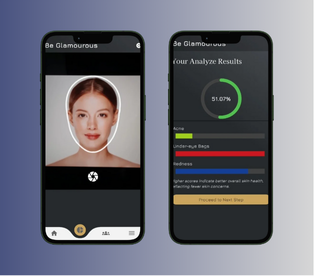 Be Glamourous
Be Glamourous
Your Analyze Results
51.07%
Acne
Under-eye Bags
Redness
Higher scores indicate better overall skin health,
reflecting fewer skin concerns
Proceed to Next Step